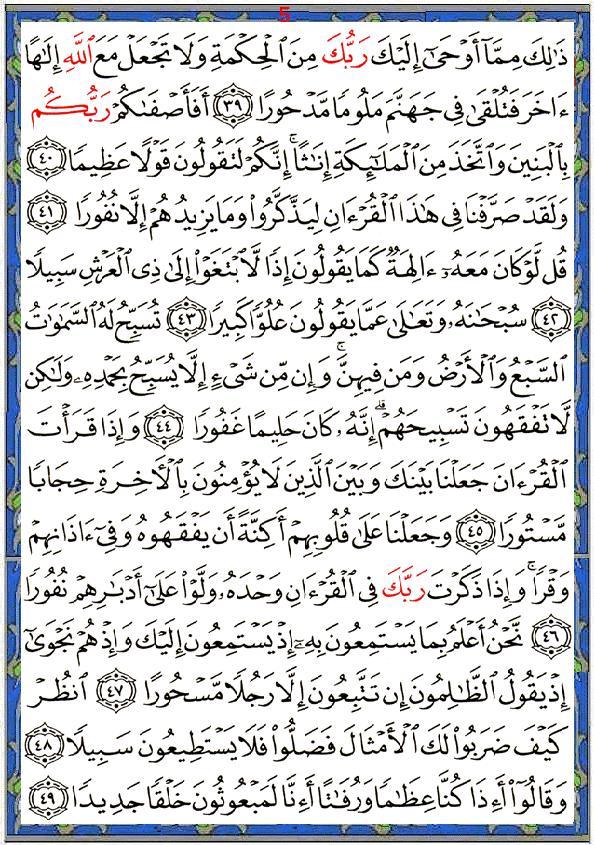 5
ذَٰلِكَ مِمَّآ أَوْحَىٰٓ إِلَيْكَ رَبُّكَ مِنَ ٱلْحِكْمَةِ وَلَا تَجْعَلْ مَعَ ٱللَّهِ إِلَـٰهًا
ءَاخَرَ فَتُلْقَىٰ فِى جَهَنَّمَ مَلُومًا مَّدْحُورًا ٣٩ أَفَأَصْفَىٰكُمْ رَبُّكُم
بِٱلْبَنِينَ وَٱتَّخَذَ مِنَ ٱلْمَلَـٰٓئِكَةِ إِنَـٰثًا ۚ إِنَّكُمْ لَتَقُولُونَ قَوْلًا عَظِيمًا ٤٠
وَلَقَدْ صَرَّفْنَا فِى هَـٰذَا ٱلْقُرْءَانِ لِيَذَّكَّرُوا۟ وَمَا يَزِيدُهُمْ إِلَّا نُفُورًا ٤١
قُل لَّوْ كَانَ مَعَهُۥٓ ءَالِهَةٌ كَمَا يَقُولُونَ إِذًا لَّٱبْتَغَوْا۟ إِلَىٰ ذِى ٱلْعَرْشِ سَبِيلًا
٤٢ سُبْحَـٰنَهُۥ وَتَعَـٰلَىٰ عَمَّا يَقُولُونَ عُلُوًّا كَبِيرًا ٤٣ تُسَبِّحُ لَهُ ٱلسَّمَـٰوَٰتُ
ٱلسَّبْعُ وَٱلْأَرْضُ وَمَن فِيهِنَّ ۚ وَإِن مِّن شَىْءٍ إِلَّا يُسَبِّحُ بِحَمْدِهِۦ وَلَـٰكِن
لَّا تَفْقَهُونَ تَسْبِيحَهُمْ ۗ إِنَّهُۥ كَانَ حَلِيمًا غَفُورًا ٤٤ وَإِذَا قَرَأْتَ
ٱلْقُرْءَانَ جَعَلْنَا بَيْنَكَ وَبَيْنَ ٱلَّذِينَ لَا يُؤْمِنُونَ بِٱلْـَٔاخِرَةِ حِجَابًا
مَّسْتُورًا ٤٥ وَجَعَلْنَا عَلَىٰ قُلُوبِهِمْ أَكِنَّةً أَن يَفْقَهُوهُ وَفِىٓ ءَاذَانِهِمْ
وَقْرًا ۚ وَإِذَا ذَكَرْتَ رَبَّكَ فِى ٱلْقُرْءَانِ وَحْدَهُۥ وَلَّوْا۟ عَلَىٰٓ أَدْبَـٰرِهِمْ نُفُورًا
٤٦ نَّحْنُ أَعْلَمُ بِمَا يَسْتَمِعُونَ بِهِۦٓ إِذْ يَسْتَمِعُونَ إِلَيْكَ وَإِذْ هُمْ نَجْوَىٰٓ
إِذْ يَقُولُ ٱلظَّـٰلِمُونَ إِن تَتَّبِعُونَ إِلَّا رَجُلًا مَّسْحُورًا ٤٧ ٱنظُرْ
كَيْفَ ضَرَبُوا۟ لَكَ ٱلْأَمْثَالَ فَضَلُّوا۟ فَلَا يَسْتَطِيعُونَ سَبِيلًا ٤٨
وَقَالُوٓا۟ أَءِذَا كُنَّا عِظَـٰمًا وَرُفَـٰتًا أَءِنَّا لَمَبْعُوثُونَ خَلْقًا جَدِيدًا ٤٩